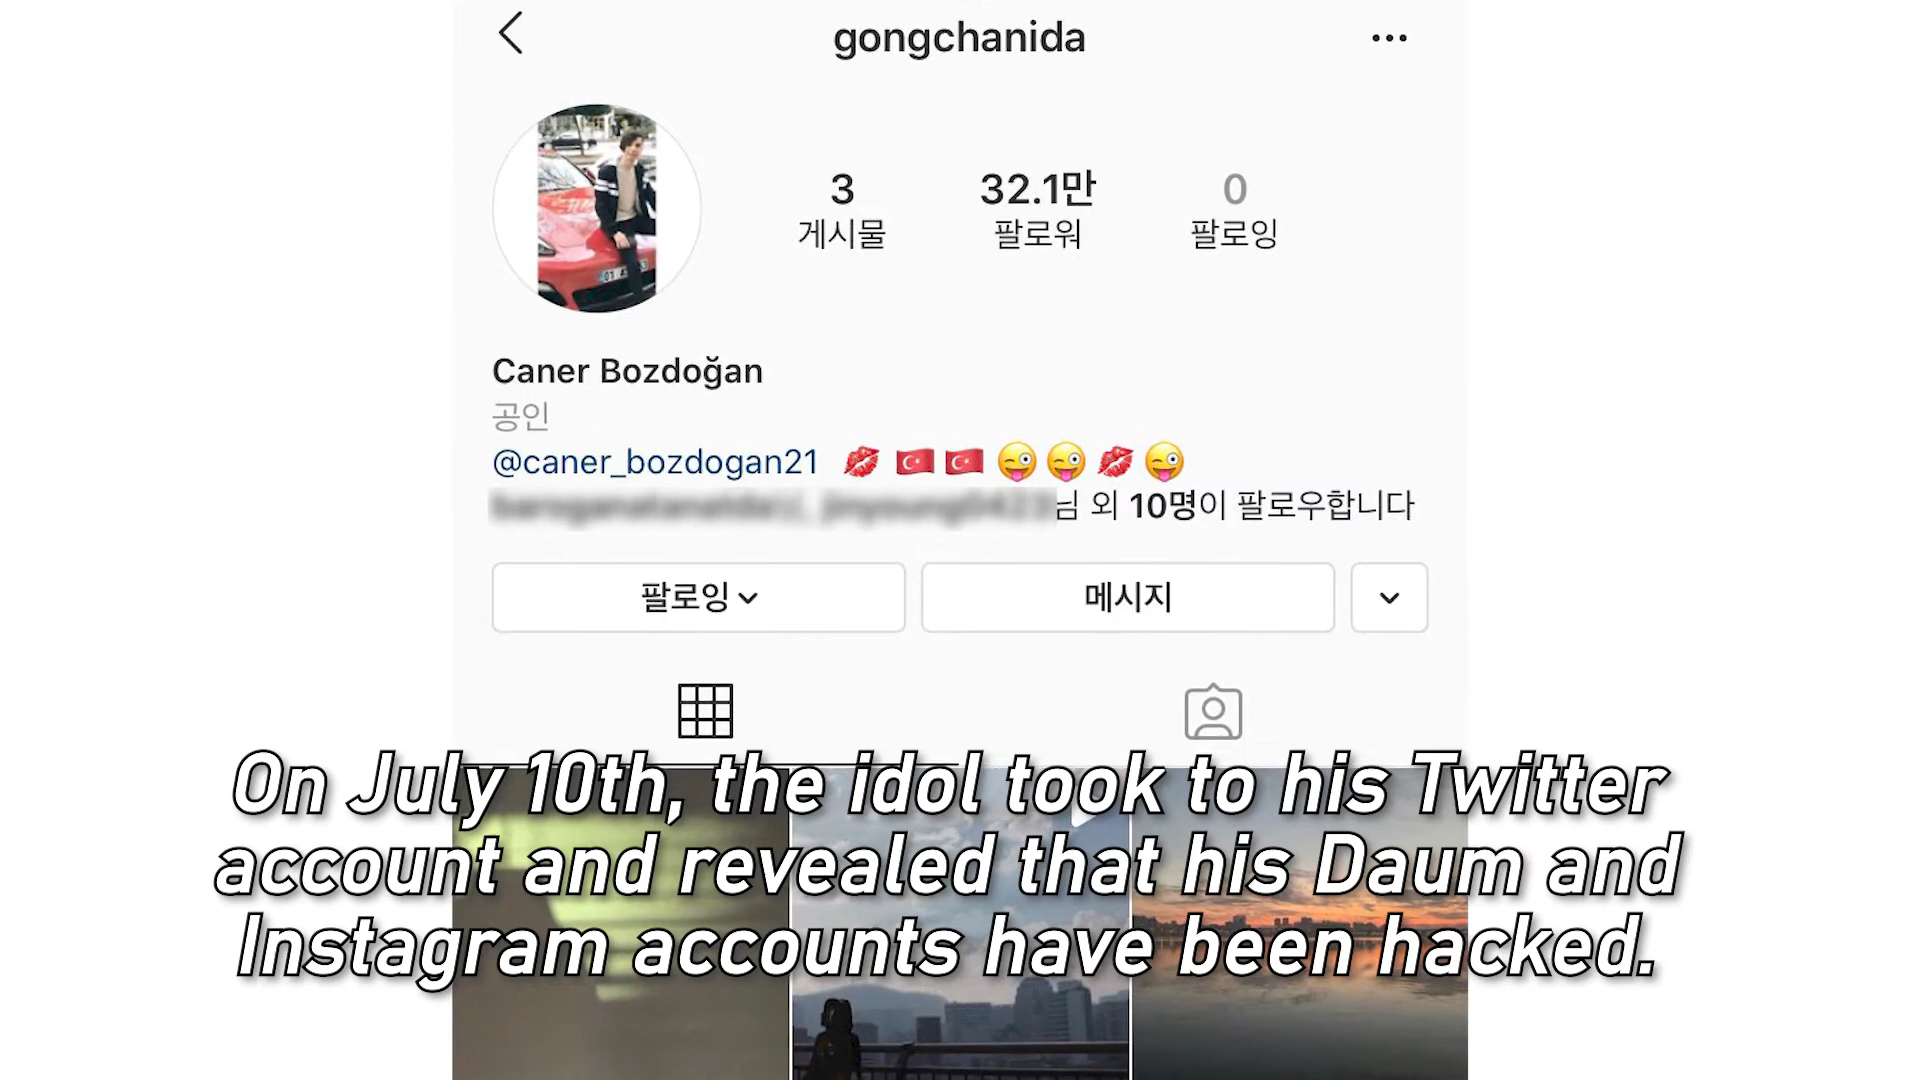 gongchanida
3 32.1만 0
게시물 팔로워 팔로잉
Caner Bozdoğan
공인
@caner_bozdogan21 💋 🇹🇷 🇹🇷 😜 😜 💋 😜
님 외 10명이 팔로우합니다
팔로잉 메시지
On July 10th, the idol took to his Twitter
account and revealed that his Daum and
Instagram accounts have been hacked.